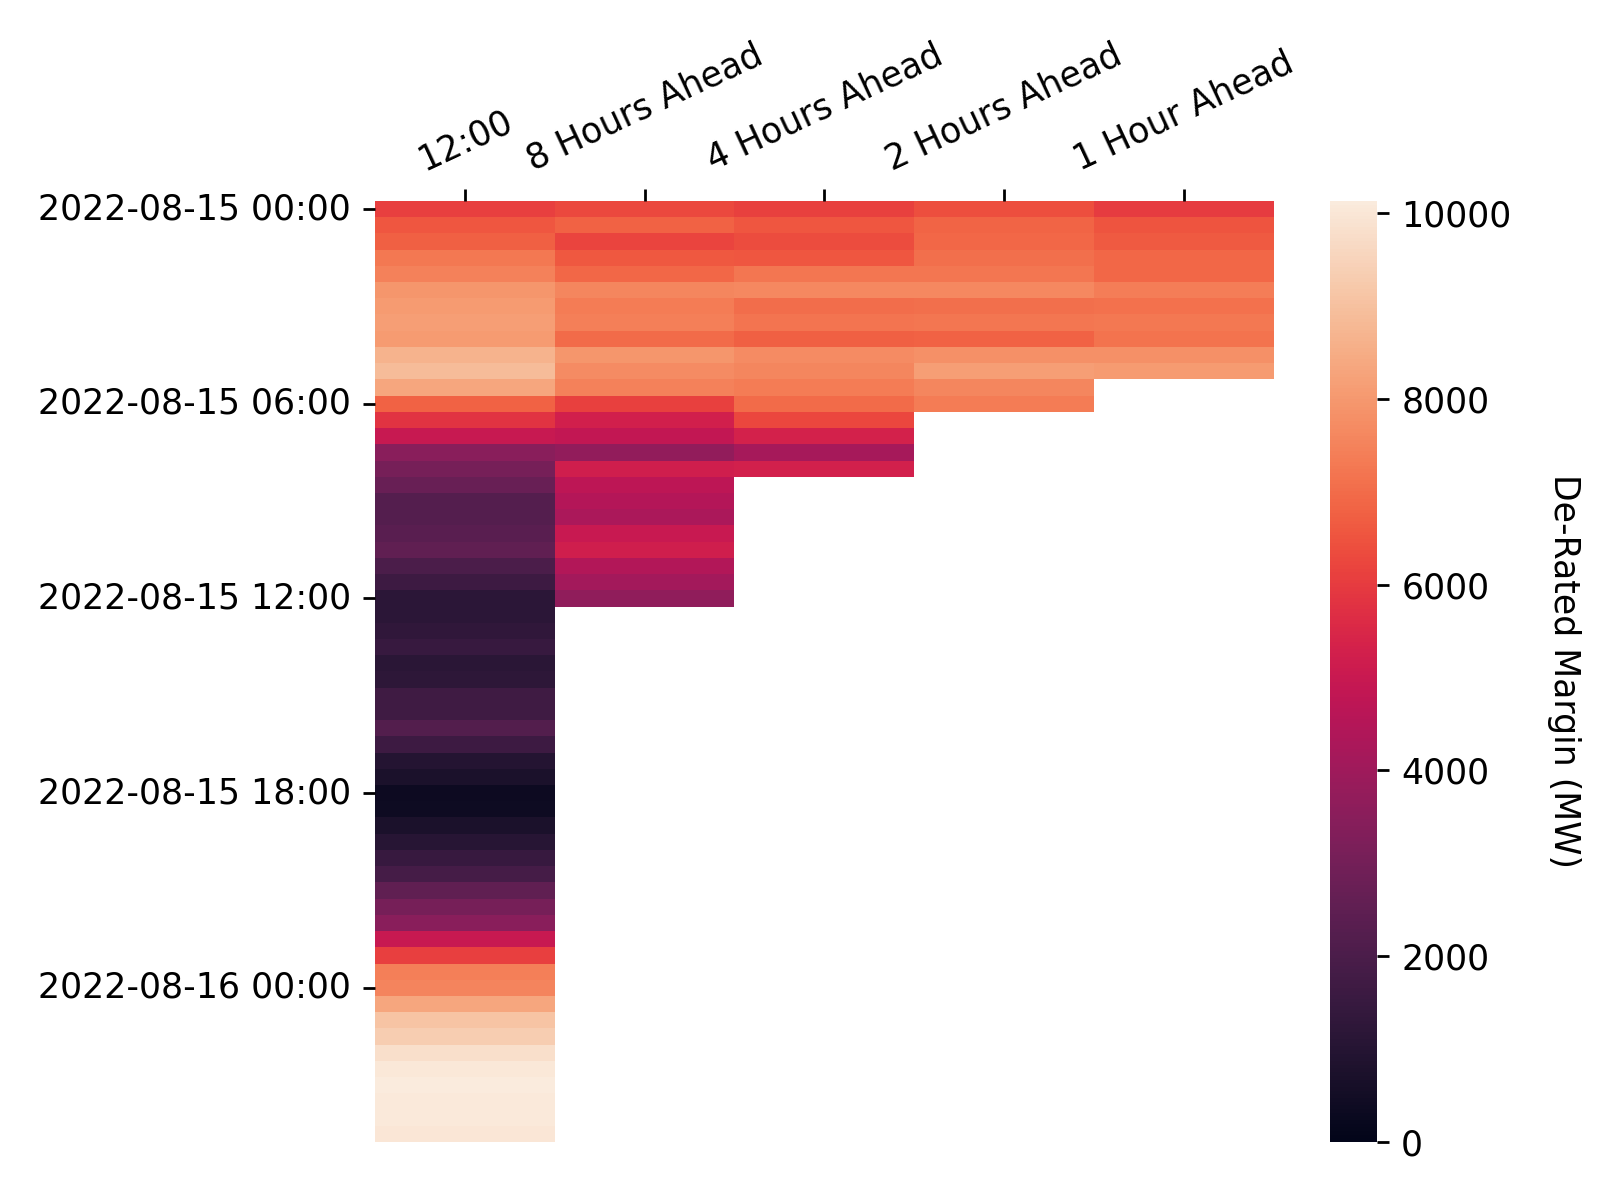 12:00
8 Hours Ahead
4 Hours Ahead
2 Hours Ahead
1 Hour Ahead
2022-08-15 00:00
2022-08-15 06:00
2022-08-15 12:00
2022-08-15 18:00
2022-08-16 00:00
10000
8000
6000
4000
2000
0
De-Rated Margin (MW)